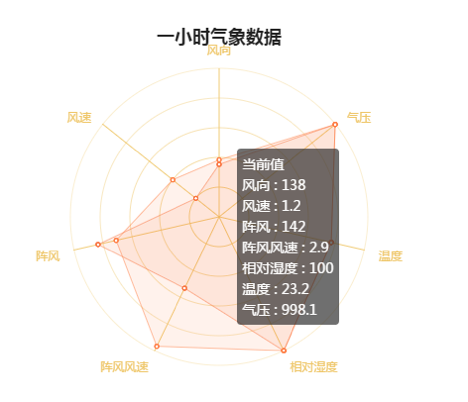 一小时气象数据
风向
风速
气压
当前值
风向 : 138
风速 : 1.2
阵风 : 142
阵风风速 : 2.9
相对湿度 : 100
温度 : 23.2
气压 : 998.1
阵风
温度
阵风风速
相对湿度